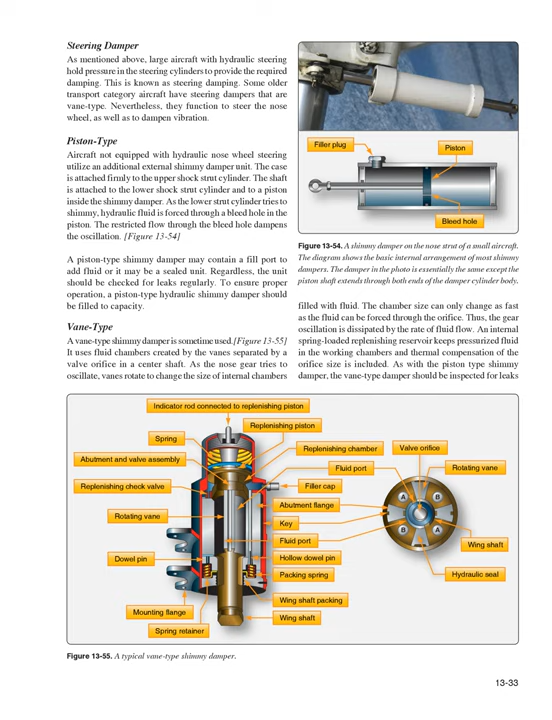 Steering Damper
As mentioned above, large aircraft with hydraulic steering
hold pressure in the steering cylinders to provide the required
damping. This is known as steering damping. Some older
transport category aircraft have steering dampers that are
vane-type. Nevertheless, they function to steer the nose
wheel, as well as to dampen vibration.
Piston-Type
Aircraft not equipped with hydraulic nose wheel steering
utilize an additional external shimmy damper unit. The case
is attached firmly to the upper shock strut cylinder. The shaft
is attached to the lower shock strut cylinder and to a piston
inside the shimmy damper. As the lower strut cylinder tries to
shimmy, hydraulic fluid is forced through a bleed hole in the
piston. The restricted flow through the bleed hole dampens
the oscillation. [Figure 13-54]
A piston-type shimmy damper may contain a fill port to
add fluid or it may be a sealed unit. Regardless, the unit
should be checked for leaks regularly. To ensure proper
operation, a piston-type hydraulic shimmy damper should
be filled to capacity.
Vane-Type
A vane-type shimmy damper is sometime used.[Figure 13-55]
It uses fluid chambers created by the vanes separated by a
valve orifice in a center shaft. As the nose gear tries to
oscillate, vanes rotate to change the size of internal chambers
Filler plug
Piston
Bleed hole
Figure 13-54. A shimmy damper on the nose strut of a small aircraft.
The diagram shows the basic internal arrangement of most shimmy
dampers. The damper in the photo is essentially the same except the
piston shaft extends through both ends of the damper cylinder body.
filled with fluid. The chamber size can only change as fast
as the fluid can be forced through the orifice. Thus, the gear
oscillation is dissipated by the rate of fluid flow. An internal
spring-loaded replenishing reservoir keeps pressurized fluid
in the working chambers and thermal compensation of the
orifice size is included. As with the piston type shimmy
damper, the vane-type damper should be inspected for leaks
Indicator rod connected to replenishing piston
Replenishing piston
Spring
Replenishing chamber
Valve orifice
Abutment and valve assembly
Fluid port
Rotating vane
Replenishing check valve
Filler cap
A
B
Abutment flange
Rotating vane
Key
B
A
Fluid port
Wing shaft
Dowel pin
Hollow dowel pin
Packing spring
Hydraulic seal
Wing shaft packing
Mounting flange
Wing shaft
Spring retainer
Figure 13-55. A typical vane-type shimmy damper.
13-33